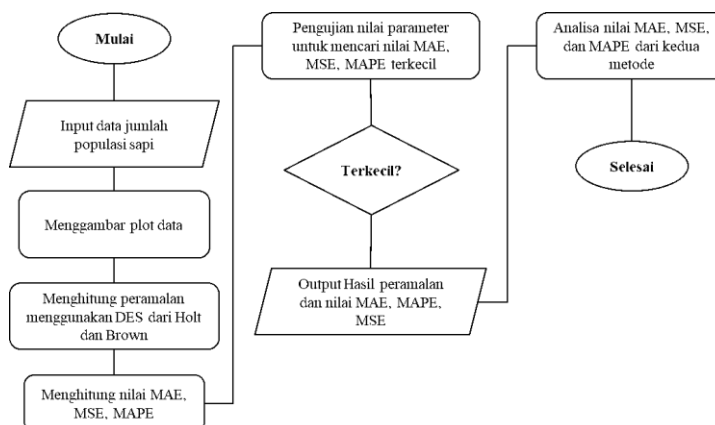 Mulai
Input data jumlah
populasi sapi
Menggambar plot data
Menghitung peramalan
menggunakan DES dari Holt
dan Brown
Menghitung nilai MAE,
MSE, MAPE
Pengujian nilai parameter
untuk mencari nilai MAE,
MSE, MAPE terkecil
Terkecil?
Output Hasil peramalan
dan nilai MAE, MAPE,
MSE
Analisa nilai MAE, MSE,
dan MAPE dari kedua
metode
Selesai